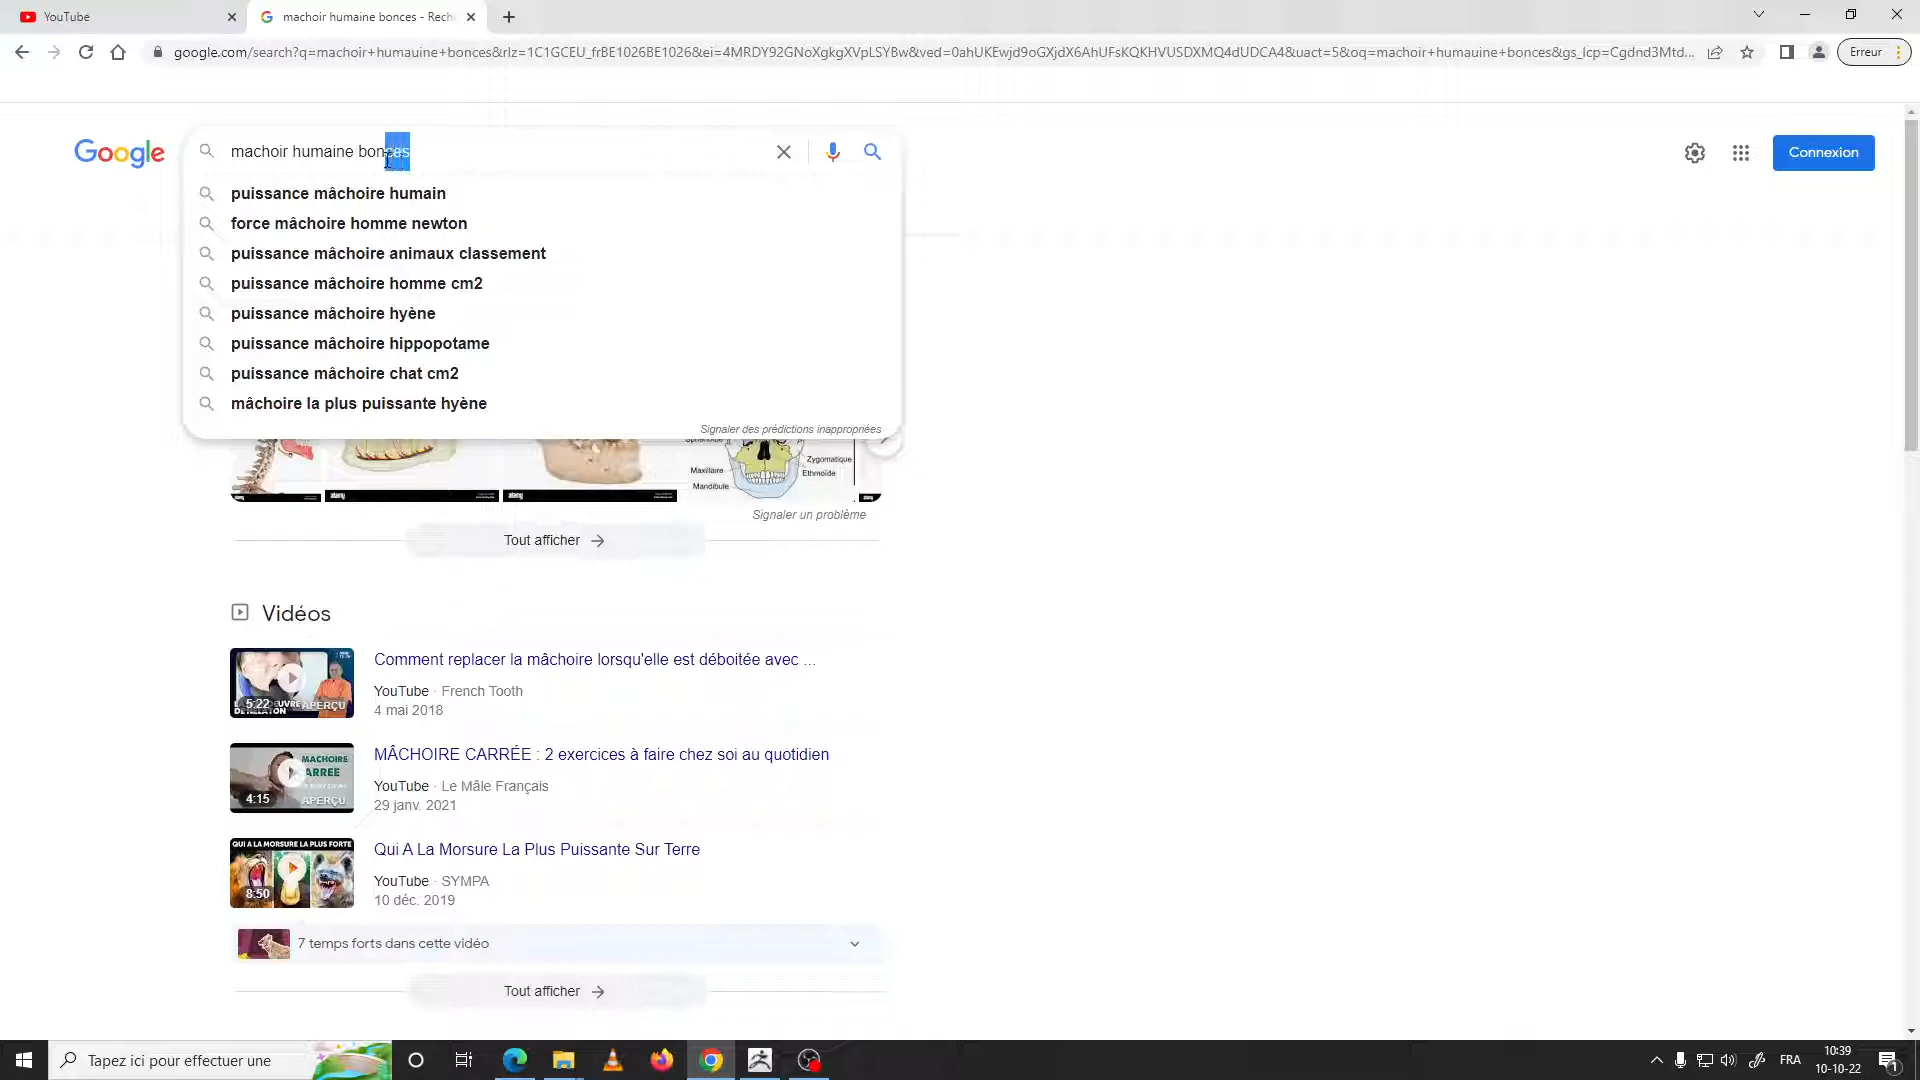 YouTube
machoir humaine bonces - Rech
google.com/search?q=machoir+humauine+bonces&rlz=1C1GCEU_frBE1026BE1026&ei=4MRDY92GNoXgkgXVpLSYBw&ved=0ahUKEwjd9oGXjdX6AhUFsKQKHVUSDXMQ4dUDCA4&uact=5&oq=machoir+humauine+bonces&gs_lcp=Cgdnd3Mtd...
Erreur
Google
machoir humaine bonces
Connexion
puissance mâchoire humain
force mâchoire homme newton
puissance mâchoire animaux classement
puissance mâchoire homme cm2
puissance mâchoire hyène
puissance mâchoire hippopotame
puissance mâchoire chat cm2
mâchoire la plus puissante hyène
Signaler des prédictions inappropriées
Zygomatique
Maxillaire
Ethmoïde
Mandibule
alamy
alamy
alamy
alamy
Signaler un problème
Tout afficher
Vidéos
Comment replacer la mâchoire lorsqu'elle est déboitée avec ...
YouTube · French Tooth
4 mai 2018
5:22
APERÇU
MÂCHOIRE CARRÉE : 2 exercices à faire chez soi au quotidien
YouTube · Le Mâle Français
29 janv. 2021
MACHOIRE
4:15
APERÇU
QUI A LA MORSURE LA PLUS FORTE
Qui A La Morsure La Plus Puissante Sur Terre
YouTube · SYMPA
10 déc. 2019
8:50
7 temps forts dans cette vidéo
Tout afficher
Tapez ici pour effectuer une
FRA
10:39
10-10-22
1